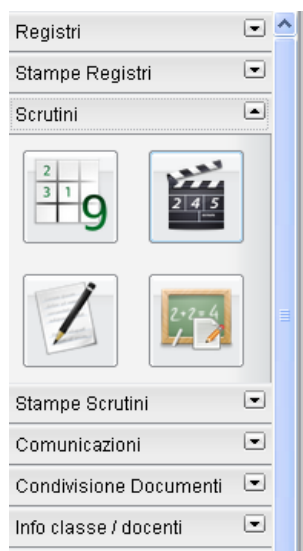 Registri
Stampe Registri
Scrutini
2
3 1
9
2 4 5
2+2=4
Stampe Scrutini
Comunicazioni
Condivisione Documenti
Info classe / docenti